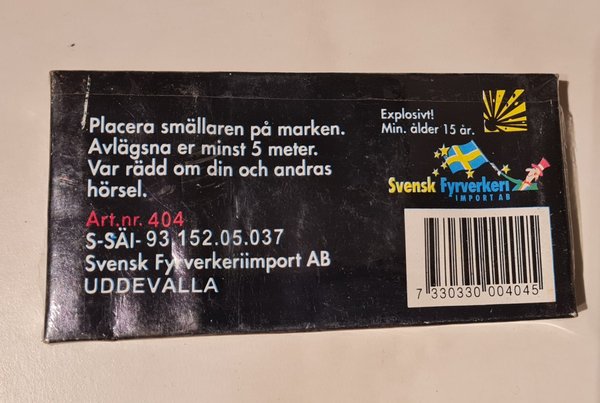 Placera smällaren på marken.
Avlägsna er minst 5 meter.
Var rädd om din och andras
hörsel.
Art.nr. 404
S-SÄI- 93 152.05.037
Svensk Fyrverkeriimport AB
UDDEVALLA
Explosivt!
Min. ålder 15 år.
Svensk Fyrverkeri
IMPORT AB
7 330330 004045